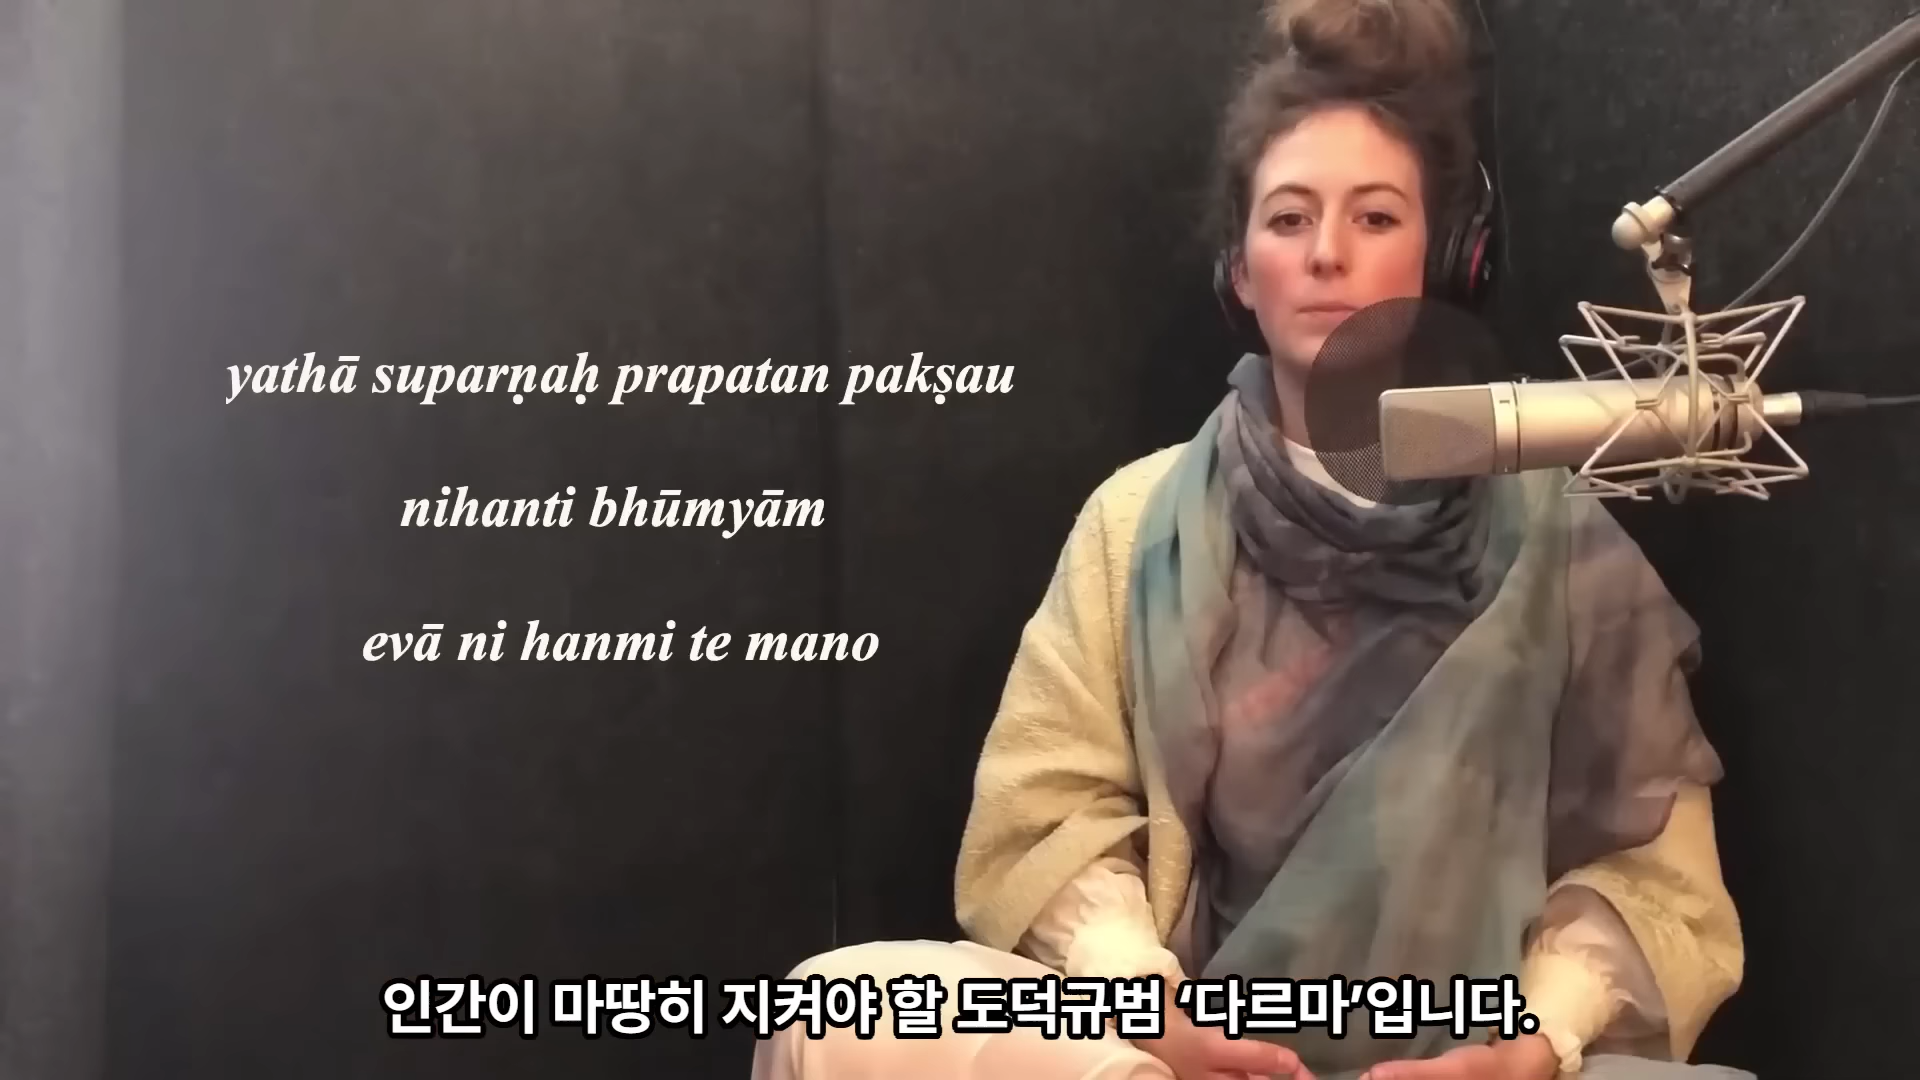 yathā suparṇaḥ prapatan pakṣau
nihanti bhūmyām
evā ni hanmi te mano
인간이 마땅히 지켜야 할 도덕규범 ‘다르마’입니다.